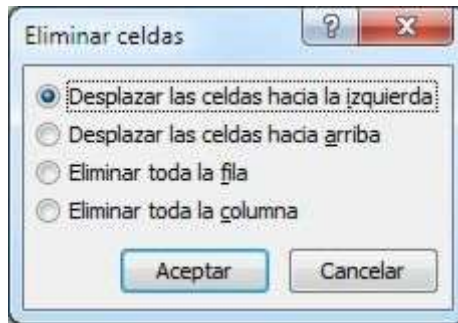 Eliminar celdas
Desplazar las celdas hacia la izquierda
Desplazar las celdas hacia arriba
Eliminar toda la fila
Eliminar toda la columna
Aceptar Cancelar